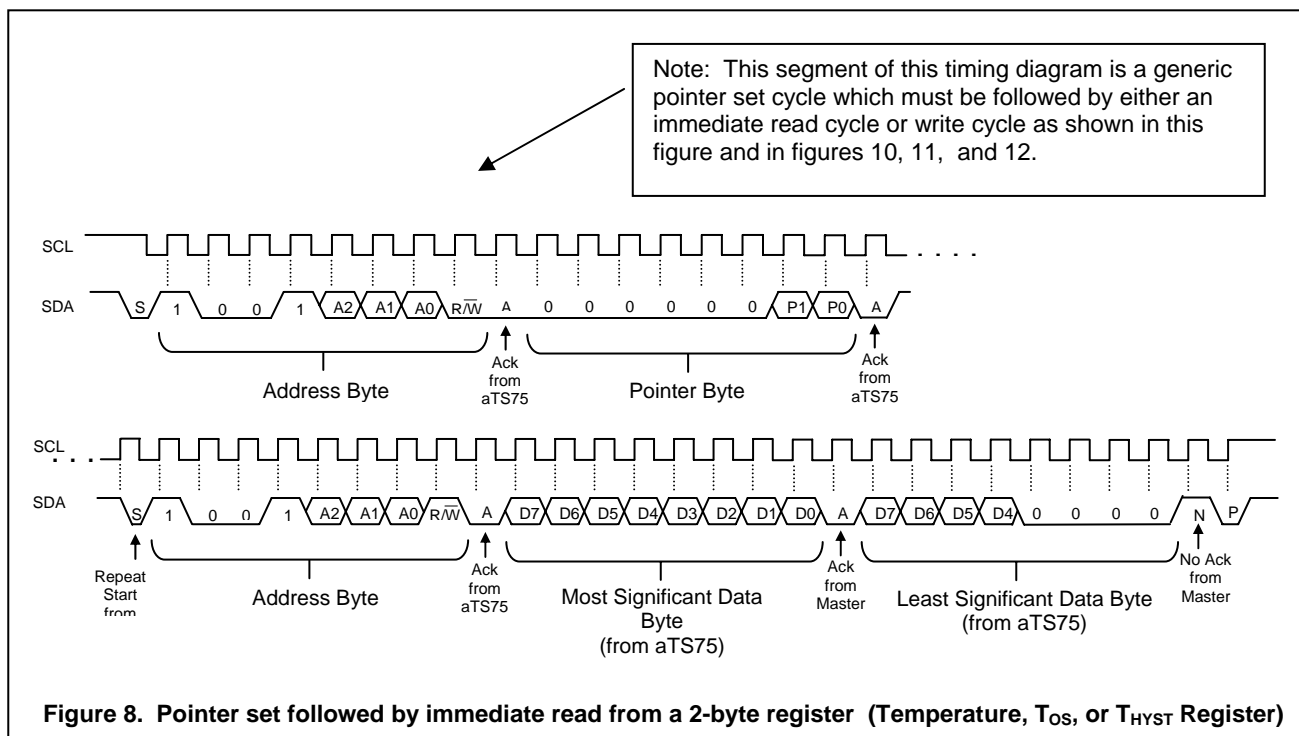 Note: This segment of this timing diagram is a generic
pointer set cycle which must be followed by either an
immediate read cycle or write cycle as shown in this
figure and in figures 10, 11, and 12.
SCL
. . . .
SDA
S 1 0 0 1 A2 A1 A0 R/W̅ A 0 0 0 0 0 0 P1 P0 A
Address Byte
Ack
from
aTS75
Pointer Byte
Ack
from
aTS75
SCL
. . .
SDA
S 1 0 0 1 A2 A1 A0 R/W̅ A D7 D6 D5 D4 D3 D2 D1 D0 A D7 D6 D5 D4 0 0 0 0 N P
Repeat
Start
from
Address Byte
Ack
from
aTS75
Most Significant Data
Byte
(from aTS75)
Ack
from
Master
Least Significant Data Byte
(from aTS75)
No Ack
from
Master
Figure 8. Pointer set followed by immediate read from a 2-byte register (Temperature, TOS, or THYST Register)